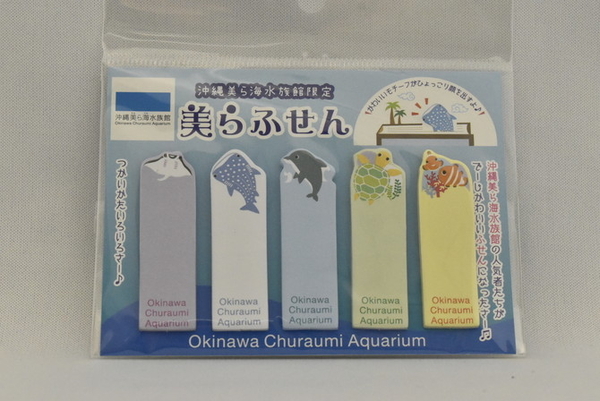 沖縄美ら海水族館限定
美らふせん
沖縄美ら海水族館
Okinawa Churaumi Aquarium
かわいいモチーフがひょっこり顔を出すよ♪
つかいかたいろいろさー♪
沖縄美ら海水族館の人気者たちが
でーじかわいいふせんになったさー♫
Okinawa
Churaumi
Aquarium
Okinawa
Churaumi
Aquarium
Okinawa
Churaumi
Aquarium
Okinawa
Churaumi
Aquarium
Okinawa
Churaumi
Aquarium
Okinawa Churaumi Aquarium